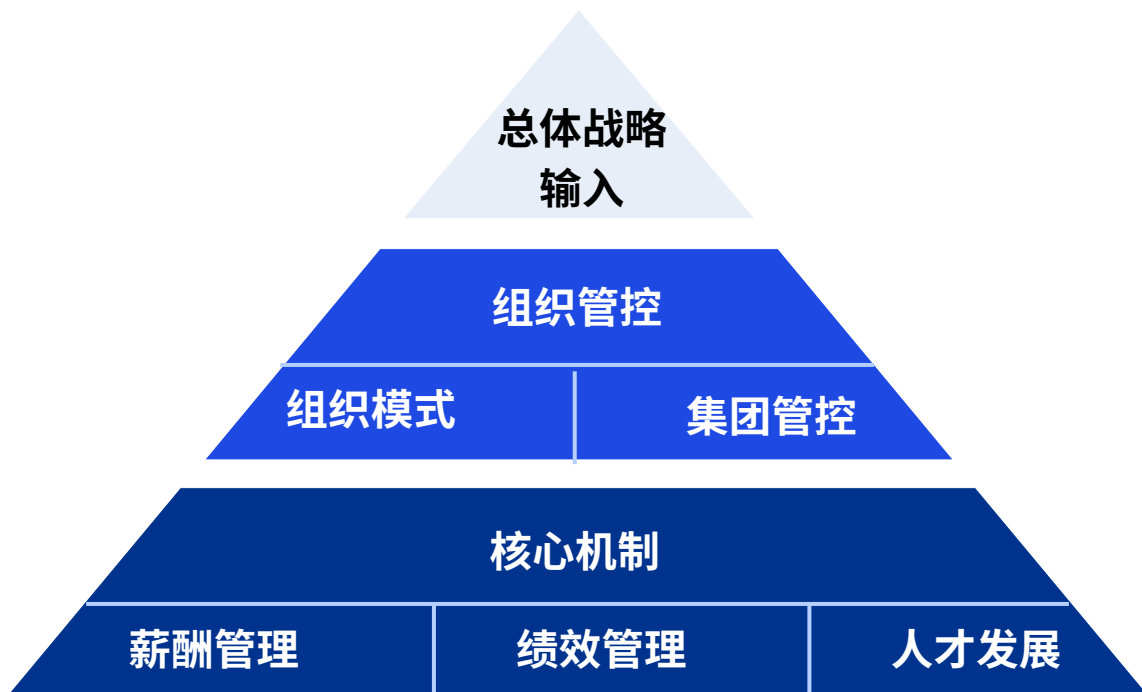 总体战略
输入
组织管控
组织模式
集团管控
核心机制
薪酬管理
绩效管理
人才发展